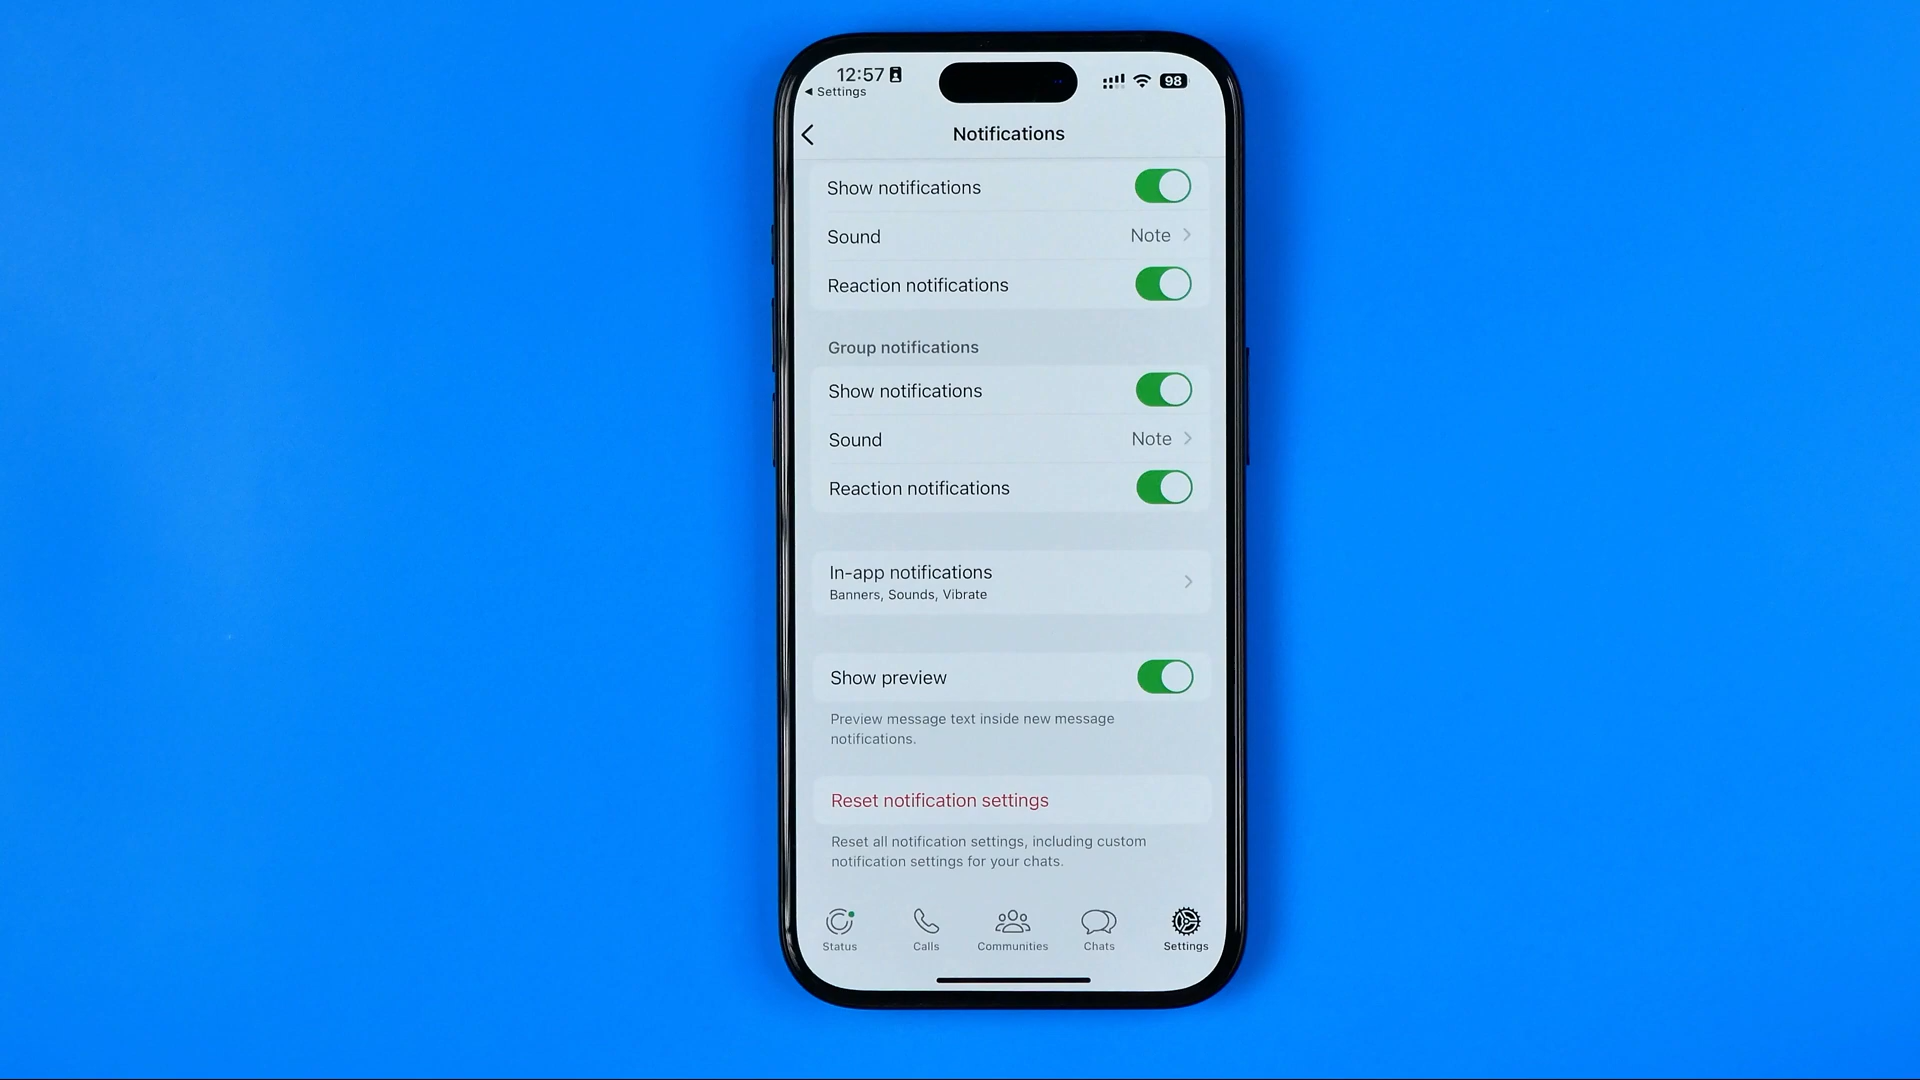 12:57
98
◀ Settings
Notifications
Show notifications
Sound Note
Reaction notifications
Group notifications
Show notifications
Sound Note
Reaction notifications
In-app notifications
Banners, Sounds, Vibrate
Show preview
Preview message text inside new message
notifications.
Reset notification settings
Reset all notification settings, including custom
notification settings for your chats.
Status Calls Communities Chats Settings